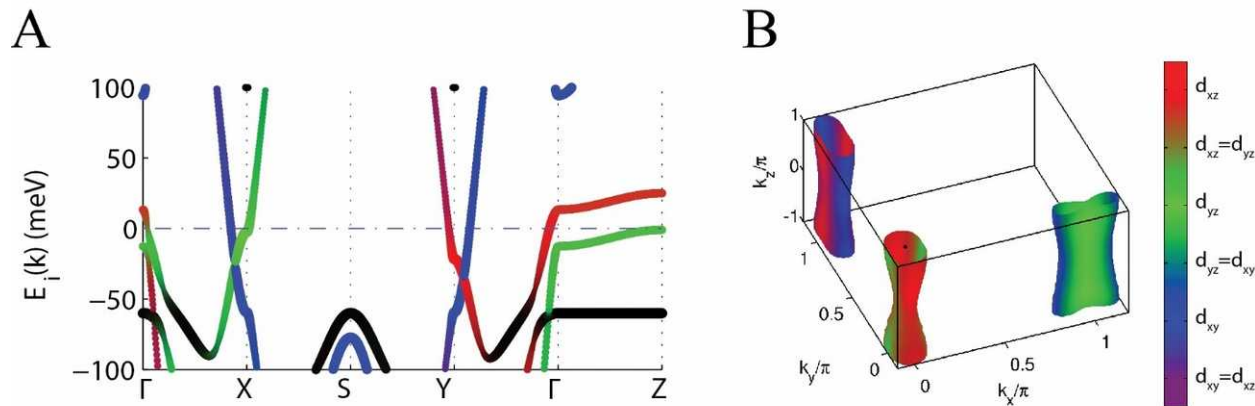 A
B
E_i(k) (meV)
100
50
0
−50
−100
Γ
X
S
Y
Γ
Z
k_z/π
1
0
-1
k_y/π
1
0.5
0
k_x/π
0
0.5
1
d_xz
d_xz=d_yz
d_yz
d_yz=d_xy
d_xy
d_xy=d_xz